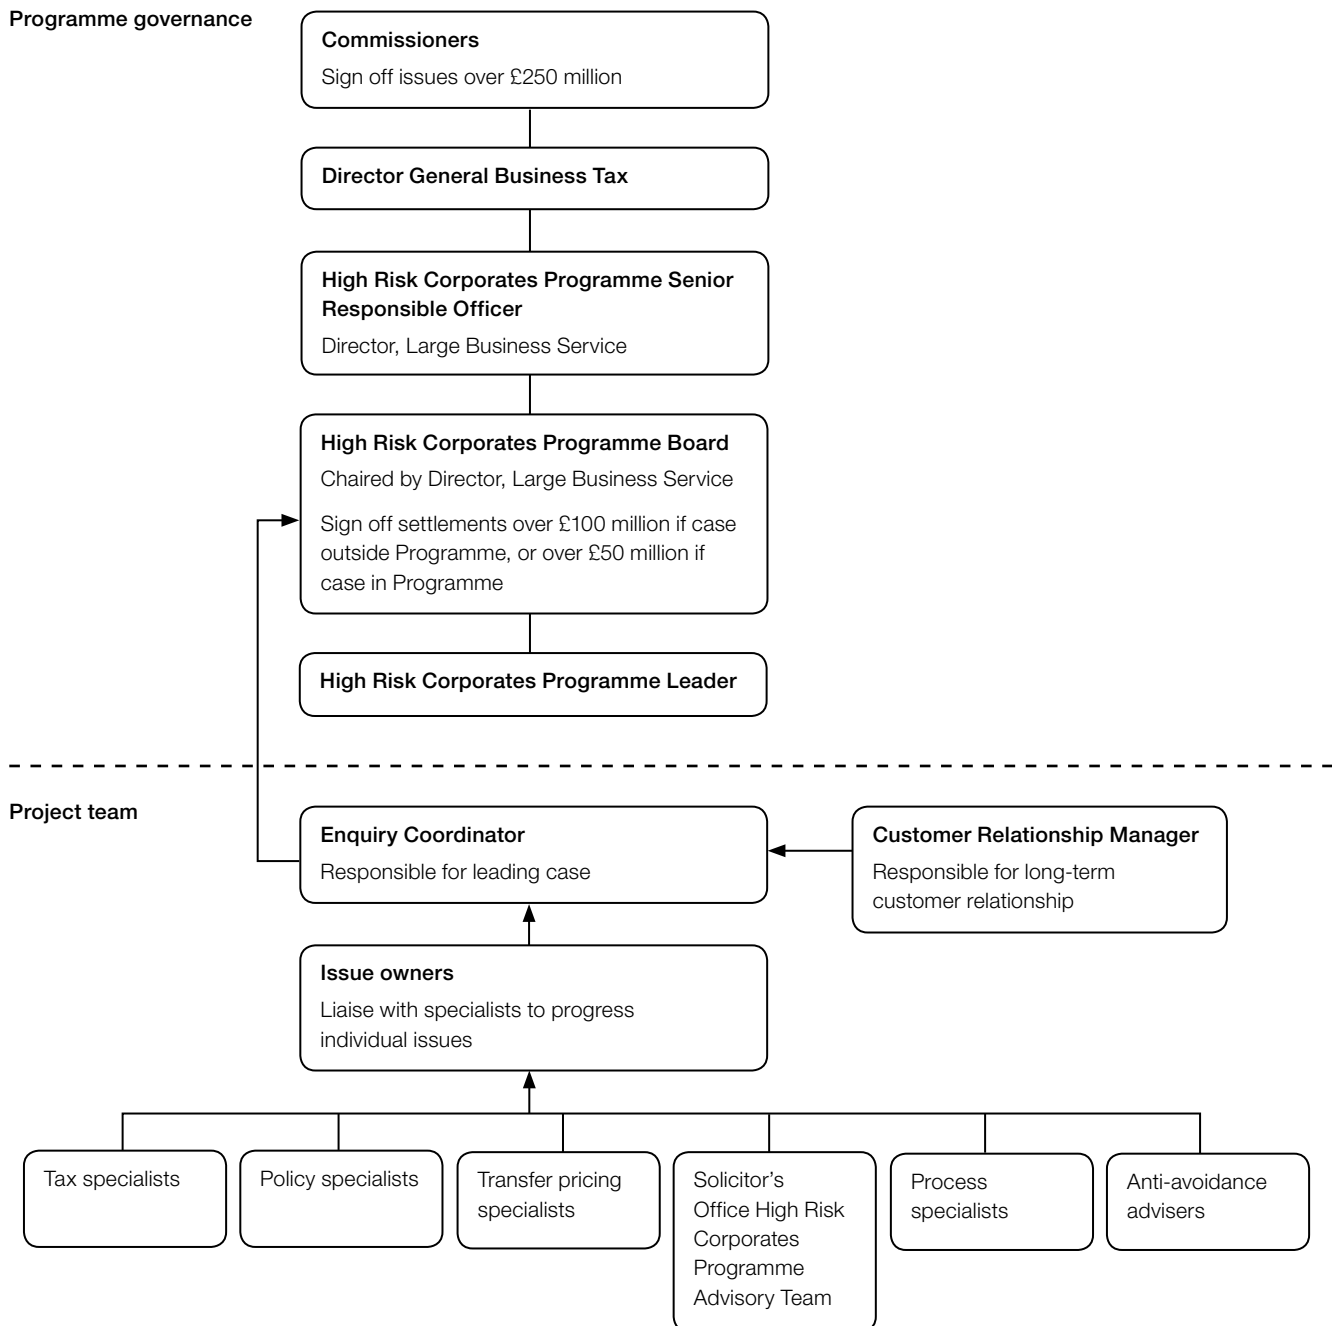 Programme governance
Commissioners
Sign off issues over £250 million
Director General Business Tax
High Risk Corporates Programme Senior
Responsible Officer
Director, Large Business Service
High Risk Corporates Programme Board
Chaired by Director, Large Business Service
Sign off settlements over £100 million if case
outside Programme, or over £50 million if
case in Programme
High Risk Corporates Programme Leader
Project team
Enquiry Coordinator
Responsible for leading case
Customer Relationship Manager
Responsible for long-term
customer relationship
Issue owners
Liaise with specialists to progress
individual issues
Tax specialists
Policy specialists
Transfer pricing
specialists
Solicitor’s
Office High Risk
Corporates
Programme
Advisory Team
Process
specialists
Anti-avoidance
advisers